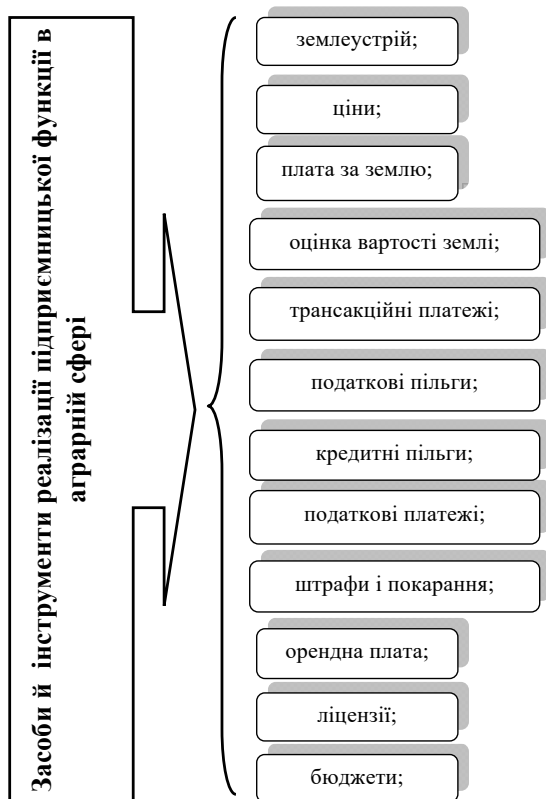 Засоби й інструменти реалізації підприємницької функції в
аграрній сфері
землеустрій;
ціни;
плата за землю;
оцінка вартості землі;
трансакційні платежі;
податкові пільги;
кредитні пільги;
податкові платежі;
штрафи і покарання;
орендна плата;
ліцензії;
бюджети;